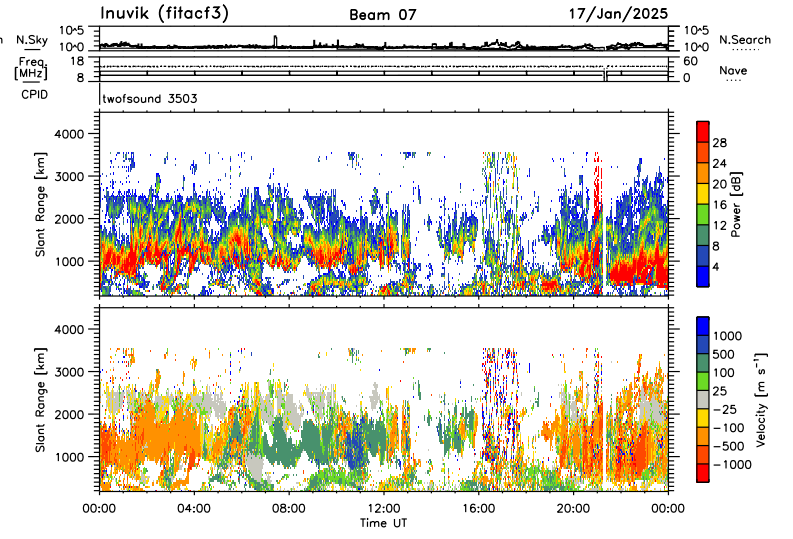 Inuvik (fitacf3) Beam 07 17/Jan/2025
N.Sky 10^5 10^5 N.Search
10^0 10^0
Freq. 18 60 Nave
[MHz] 8 0
CPID twofsound 3503
Slant Range [km]
4000
3000
2000
1000
28
24
20
16
12
8
4
Power [dB]
Slant Range [km]
4000
3000
2000
1000
1000
500
100
25
-25
-100
-500
-1000
Velocity [m s⁻¹]
00:00 04:00 08:00 12:00 16:00 20:00 00:00
Time UT